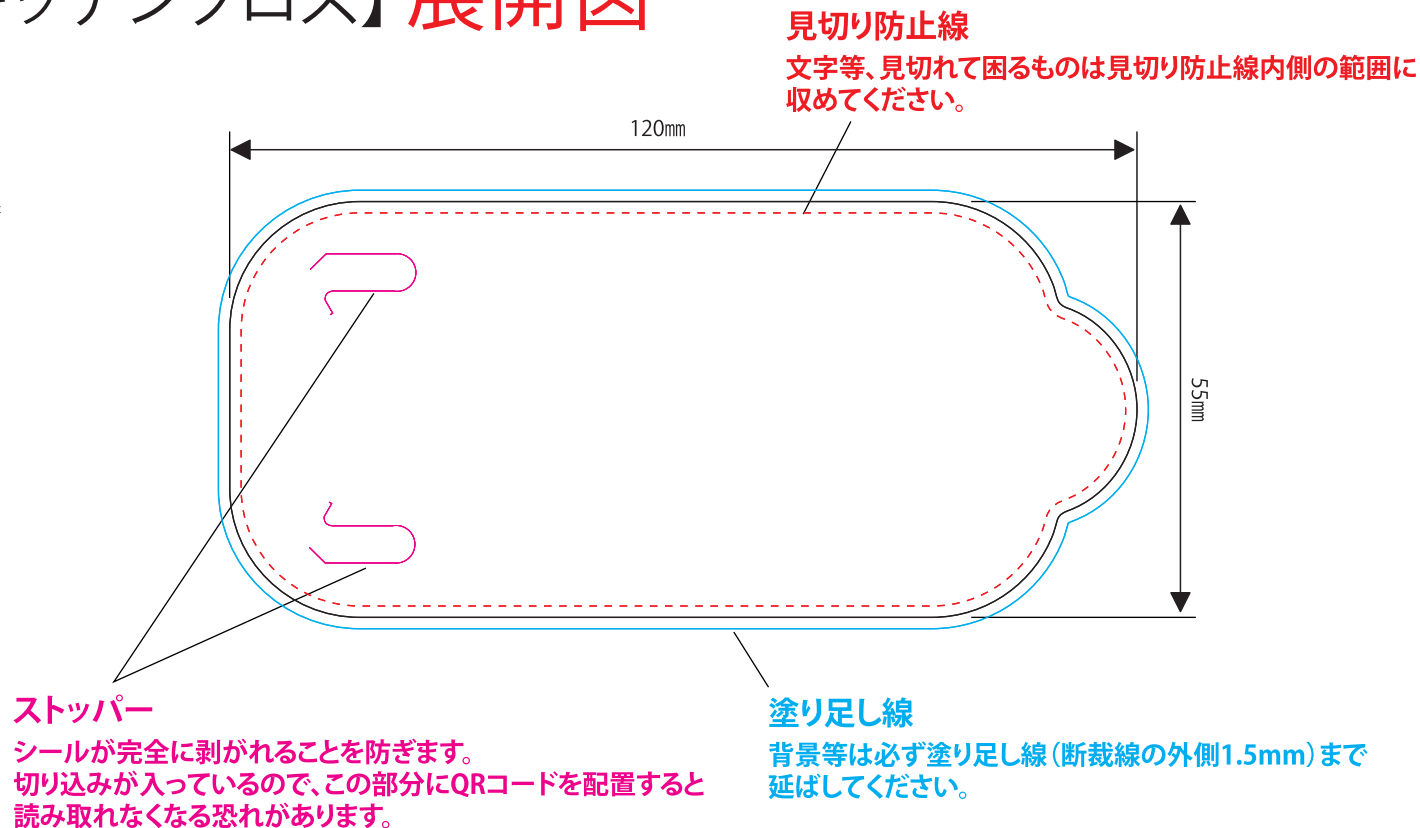 ッチンクロス】展開図
見切り防止線
文字等、見切れて困るものは見切り防止線内側の範囲に
収めてください。
120㎜
55㎜
ストッパー
シールが完全に剥がれることを防ぎます。
切り込みが入っているので、この部分にQRコードを配置すると
読み取れなくなる恐れがあります。
塗り足し線
背景等は必ず塗り足し線（断裁線の外側1.5mm）まで
延ばしてください。